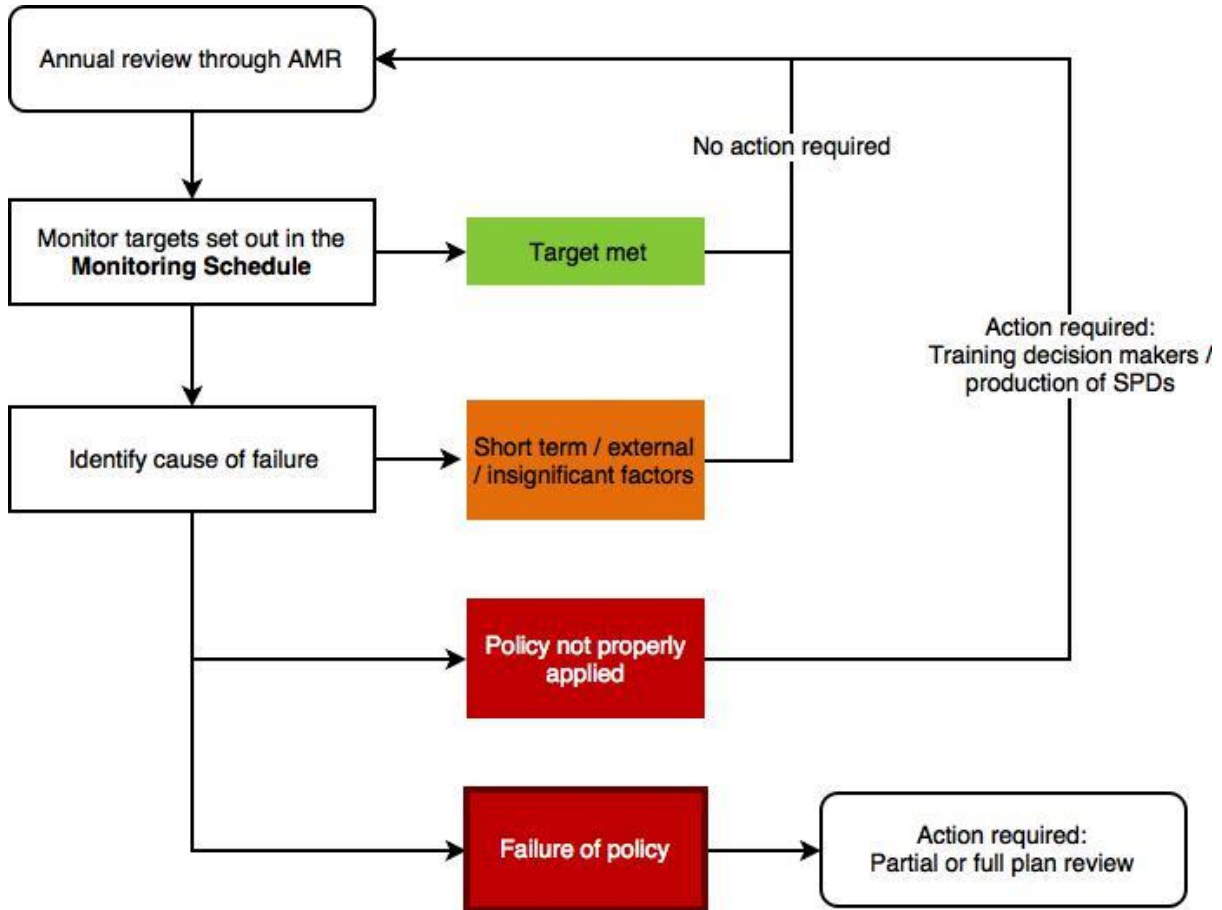 Annual review through AMR
No action required
Monitor targets set out in the
Monitoring Schedule
Target met
Action required:
Training decision makers /
production of SPDs
Identify cause of failure
Short term / external
/ insignificant factors
Policy not properly
applied
Failure of policy
Action required:
Partial or full plan review